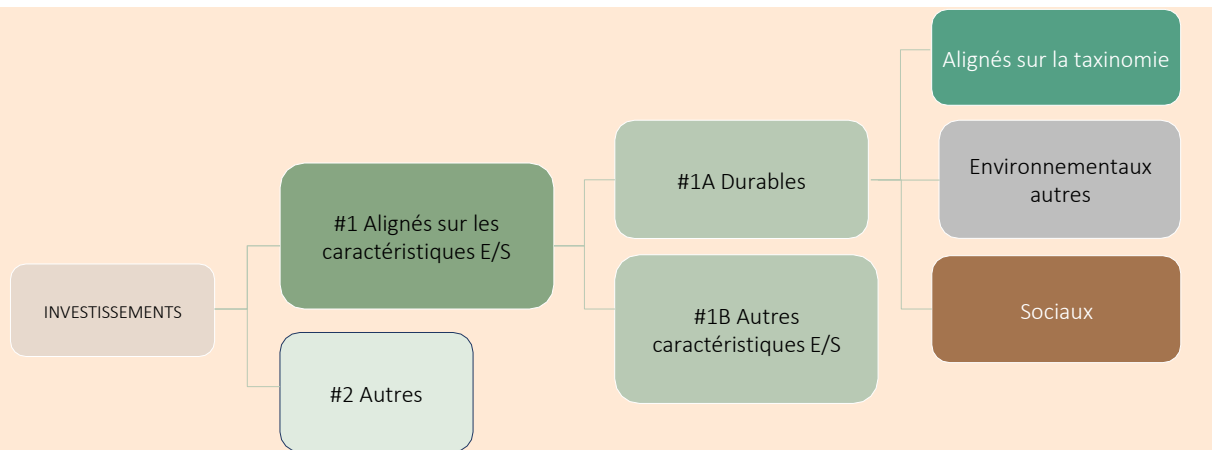 INVESTISSEMENTS
#1 Alignés sur les
caractéristiques E/S
#2 Autres
#1A Durables
#1B Autres
caractéristiques E/S
Alignés sur la taxinomie
Environnementaux
autres
Sociaux